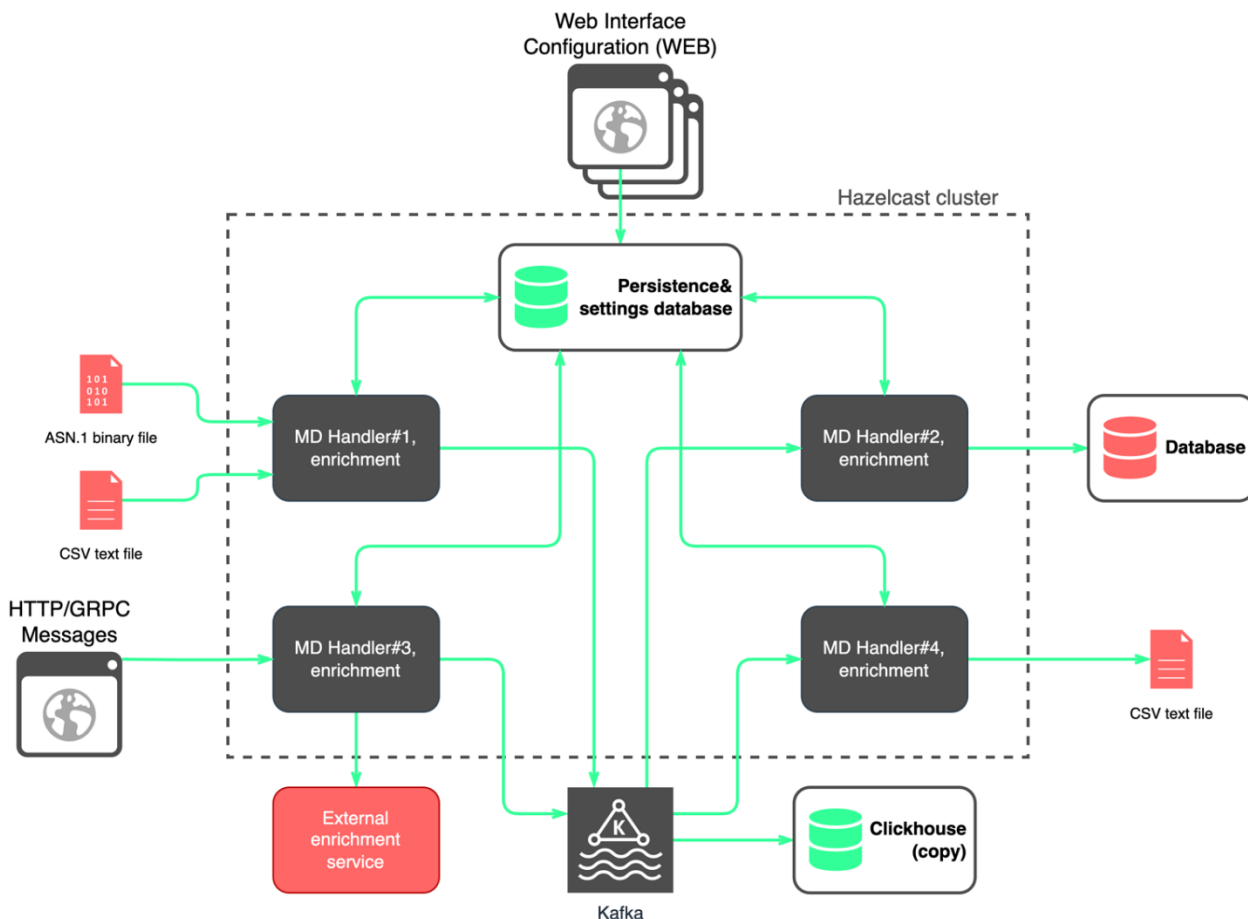 Web Interface
Configuration (WEB)
Hazelcast cluster
Persistence&
settings database
101
010
101
ASN.1 binary file
MD Handler#1,
enrichment
MD Handler#2,
enrichment
Database
CSV text file
HTTP/GRPC
Messages
MD Handler#3,
enrichment
MD Handler#4,
enrichment
CSV text file
External
enrichment
service
K
Clickhouse
(copy)
Kafka